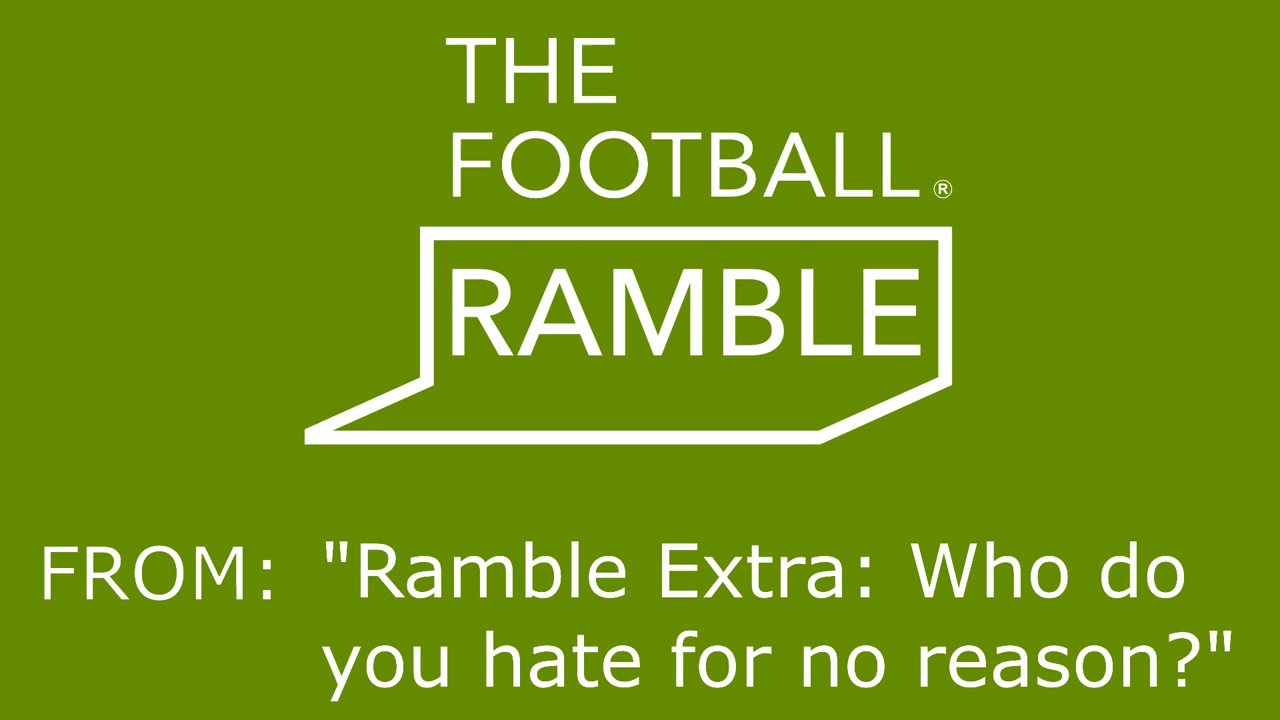 THE
FOOTBALL ®
RAMBLE
FROM: "Ramble Extra: Who do
you hate for no reason?"